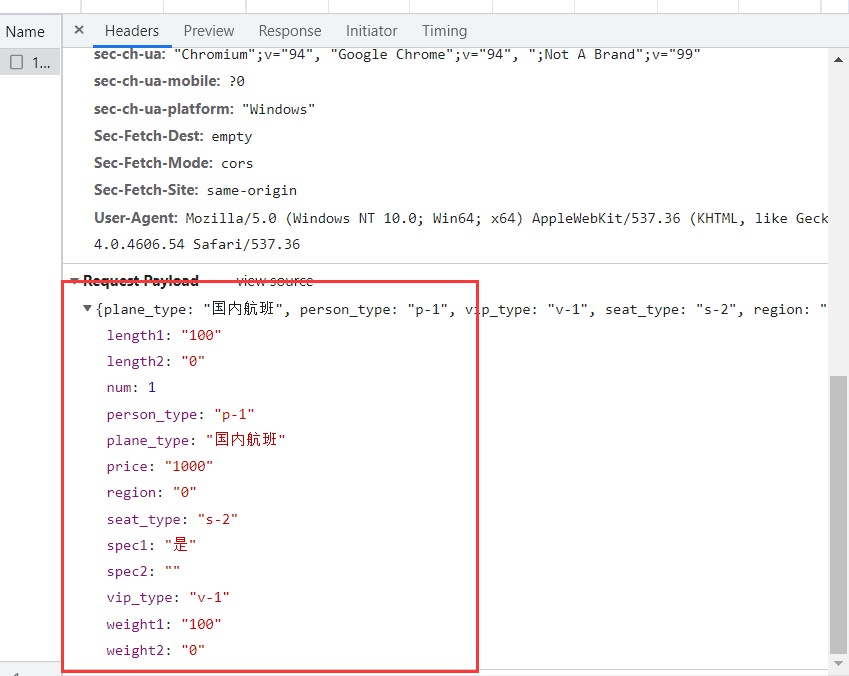 Name
× Headers Preview Response Initiator Timing
1...
sec-ch-ua: "Chromium";v="94", "Google Chrome";v="94", ";Not A Brand";v="99"
sec-ch-ua-mobile: ?0
sec-ch-ua-platform: "Windows"
Sec-Fetch-Dest: empty
Sec-Fetch-Mode: cors
Sec-Fetch-Site: same-origin
User-Agent: Mozilla/5.0 (Windows NT 10.0; Win64; x64) AppleWebKit/537.36 (KHTML, like Geck
4.0.4606.54 Safari/537.36
Request Payload view source
{plane_type: "国内航班", person_type: "p-1", vip_type: "v-1", seat_type: "s-2", region: "
length1: "100"
length2: "0"
num: 1
person_type: "p-1"
plane_type: "国内航班"
price: "1000"
region: "0"
seat_type: "s-2"
spec1: "是"
spec2: ""
vip_type: "v-1"
weight1: "100"
weight2: "0"